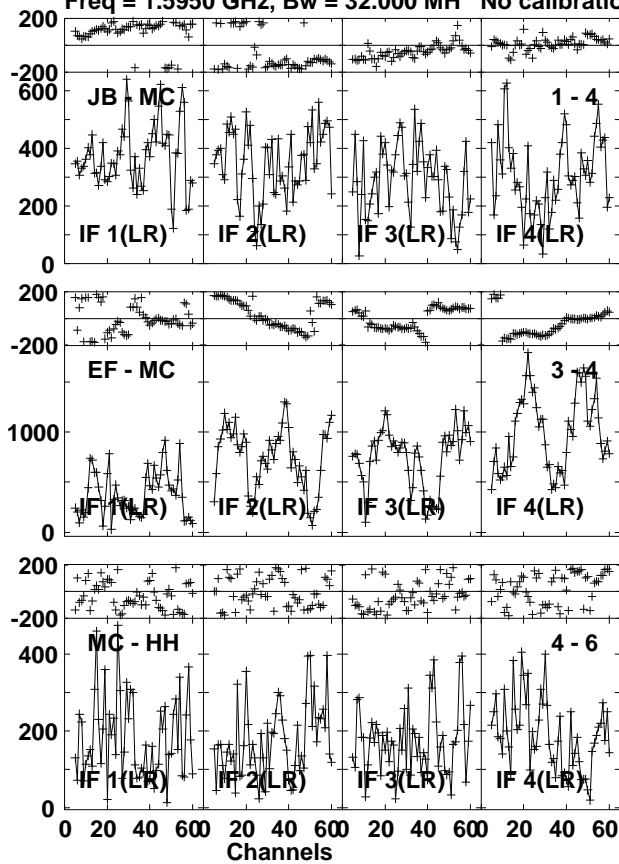 Freq = 1.5950 GHz, Bw = 32.000 MH No calibratio
200
-200
600
400
200
0
JB - MC
1 - 4
IF 1(LR)
IF 2(LR)
IF 3(LR)
IF 4(LR)
200
-200
1000
0
EF - MC
3 - 4
IF 1(LR)
IF 2(LR)
IF 3(LR)
IF 4(LR)
200
-200
400
200
0
MC - HH
4 - 6
IF 1(LR)
IF 2(LR)
IF 3(LR)
IF 4(LR)
0 20 40 60 0 20 40 60 0 20 40 60 0 20 40 60
Channels